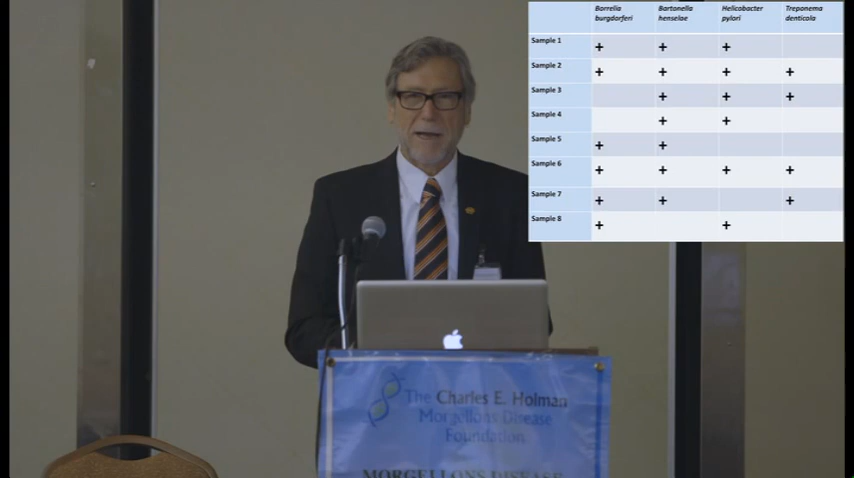 Borrelia burgdorferi Bartonella henselae Helicobacter pylori Treponema denticola
Sample 1 + + +
Sample 2 + + + +
Sample 3 + + +
Sample 4 + +
Sample 5 + +
Sample 6 + + + +
Sample 7 + + +
Sample 8 + +
The Charles E. Holman
Morgellons Disease
Foundation
MORGELLONS DISEASE